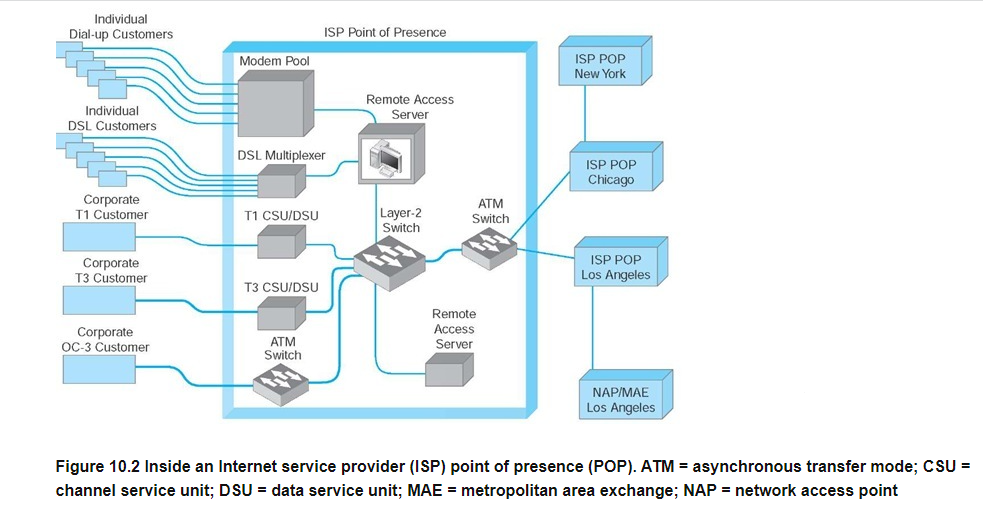 Individual
Dial-up Customers
ISP Point of Presence
Modem Pool
ISP POP
New York
Remote Access
Server
Individual
DSL Customers
DSL Multiplexer
ISP POP
Chicago
Corporate
T1 Customer
T1 CSU/DSU
Layer-2
Switch
ATM
Switch
ISP POP
Los Angeles
Corporate
T3 Customer
T3 CSU/DSU
Remote
Access
Server
Corporate
OC-3 Customer
ATM
Switch
NAP/MAE
Los Angeles
Figure 10.2 Inside an Internet service provider (ISP) point of presence (POP). ATM = asynchronous transfer mode; CSU =
channel service unit; DSU = data service unit; MAE = metropolitan area exchange; NAP = network access point